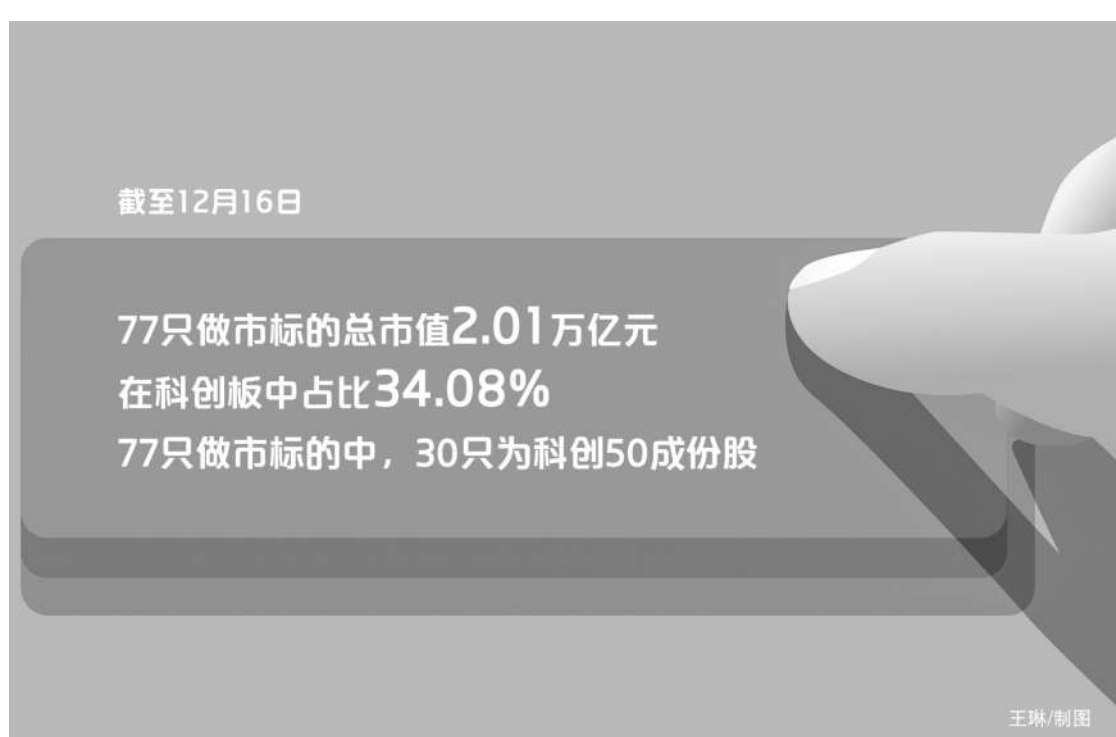 截至12月16日
77只做市标的总市值2.01万亿元
在科创板中占比34.08%
77只做市标的中，30只为科创50成份股
王琳/制图